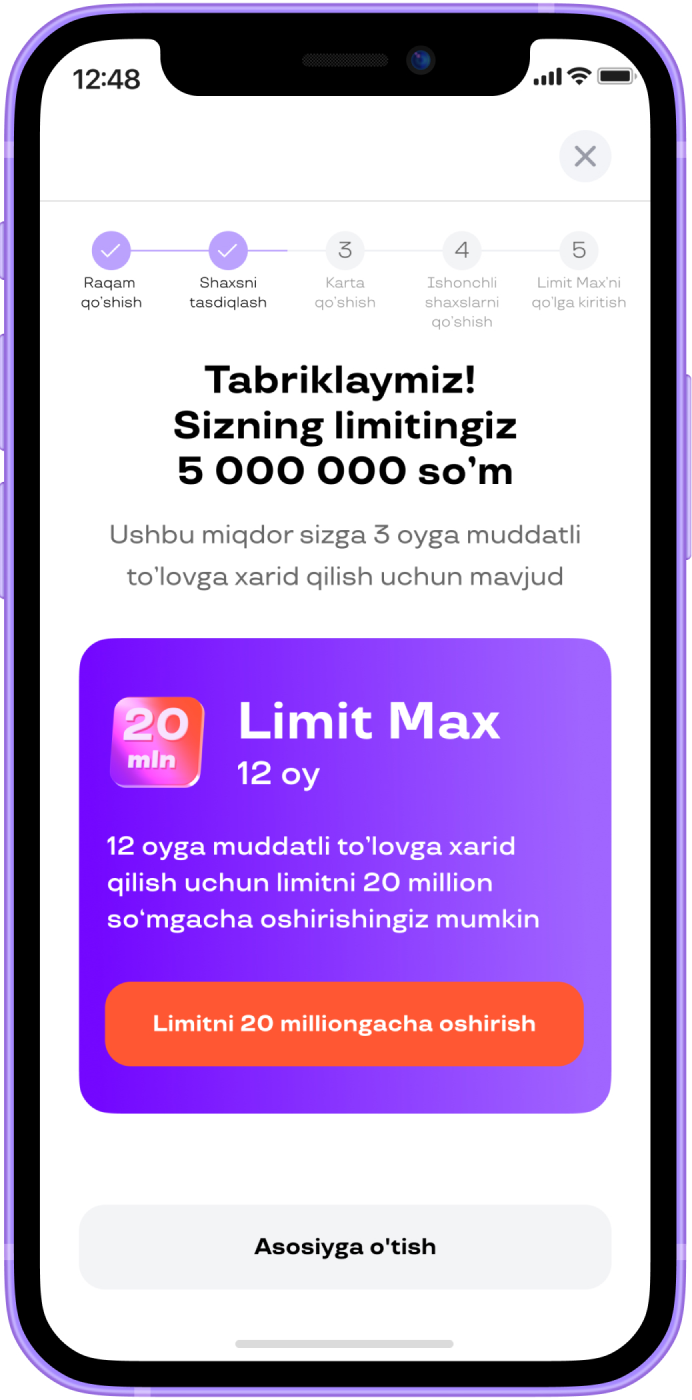 12:48
3
4
5
Raqam
qo’shish
Shaxsni
tasdiqlash
Karta
qo’shish
Ishonchli
shaxslarni
qo’shish
Limit Max’ni
qo’lga kiritish
Tabriklaymiz!
Sizning limitingiz
5 000 000 so’m
Ushbu miqdor sizga 3 oyga muddatli
to’lovga xarid qilish uchun mavjud
20
mln
Limit Max
12 oy
12 oyga muddatli to’lovga xarid
qilish uchun limitni 20 million
so‘mgacha oshirishingiz mumkin
Limitni 20 milliongacha oshirish
Asosiyga o'tish